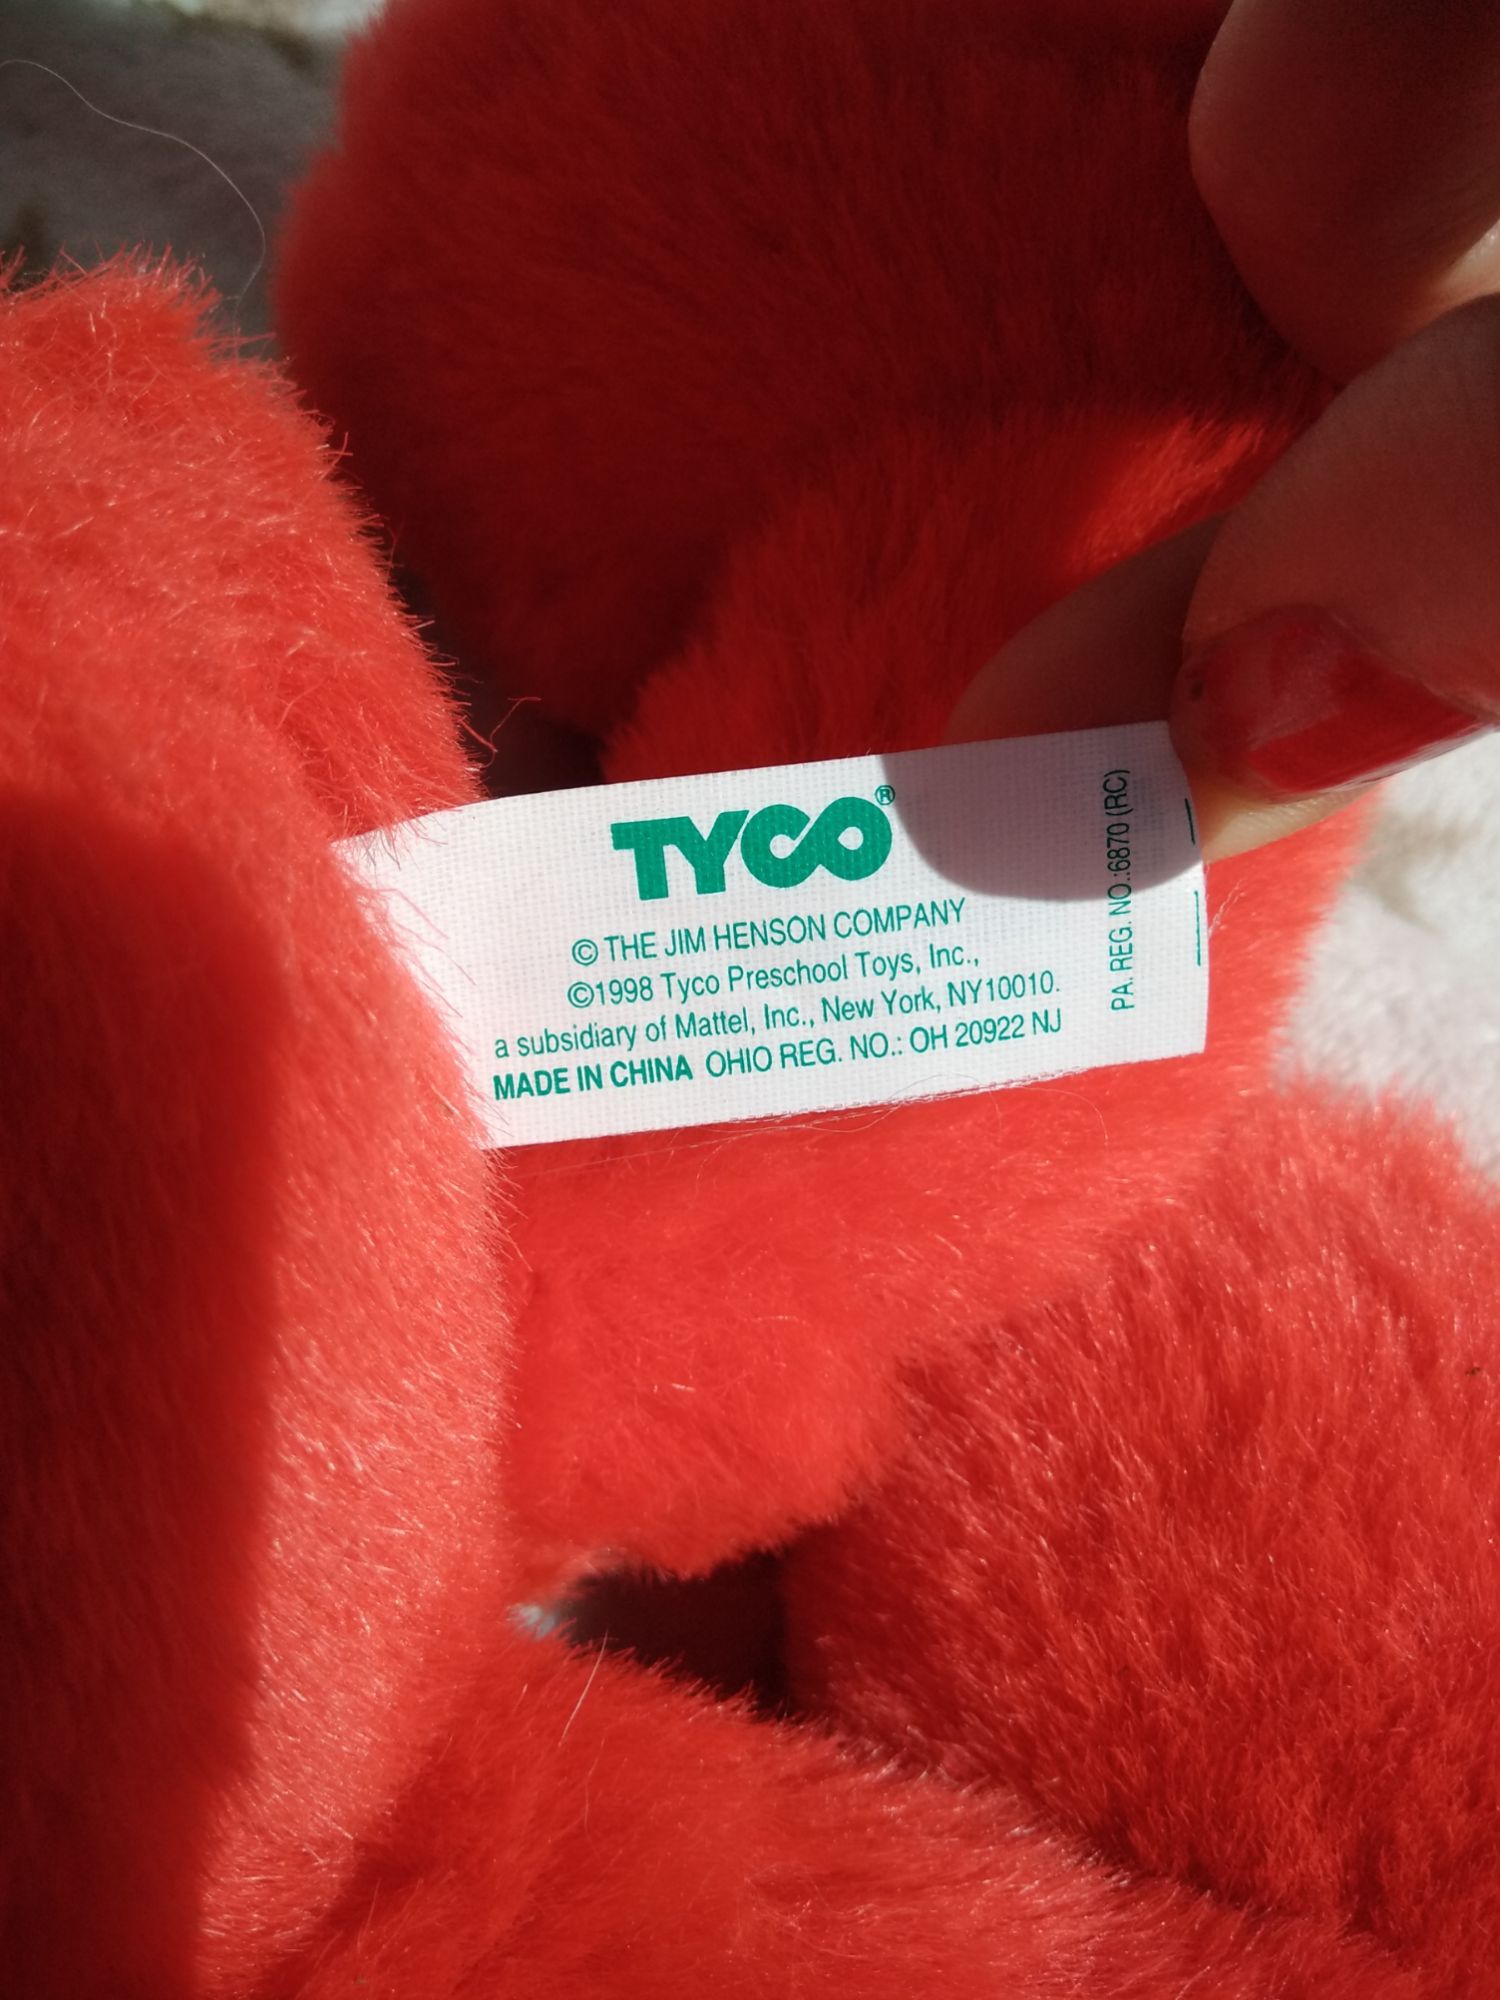 TYCO®
© THE JIM HENSON COMPANY
©1998 Tyco Preschool Toys, Inc.,
a subsidiary of Mattel, Inc., New York, NY10010.
MADE IN CHINA OHIO REG. NO.: OH 20922 NJ
PA. REG. NO.:6870 (RC)